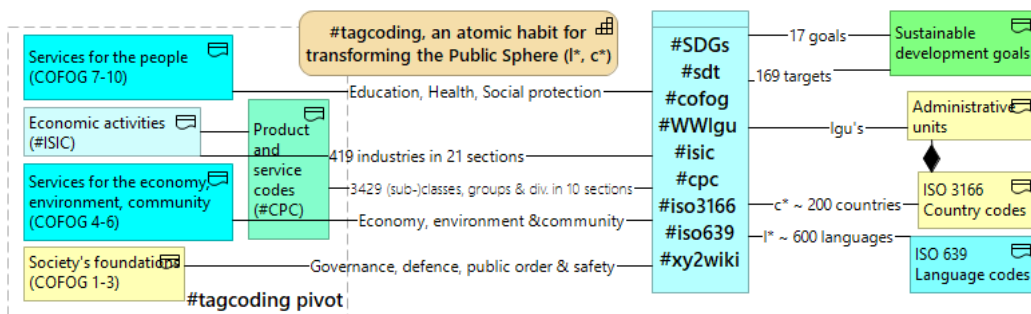 #tagcoding, an atomic habit for
transforming the Public Sphere (l*, c*)
Services for the people
(COFOG 7-10)
Economic activities
(#ISIC)
Product
and
service
codes
(#CPC)
Services for the economy,
environment, community
(COFOG 4-6)
Society's foundations
(COFOG 1-3)
#tagcoding pivot
Education, Health, Social protection
419 industries in 21 sections
3429 (sub-)classes, groups & div. in 10 sections
Economy, environment &community
Governance, defence, public order & safety
#SDGs
#sdt
#cofog
#WWlgu
#isic
#cpc
#iso3166
#iso639
#xy2wiki
17 goals
169 targets
lgu's
c* ~ 200 countries
l* ~ 600 languages
Sustainable
development goals
Administrative
units
ISO 3166
Country codes
ISO 639
Language codes